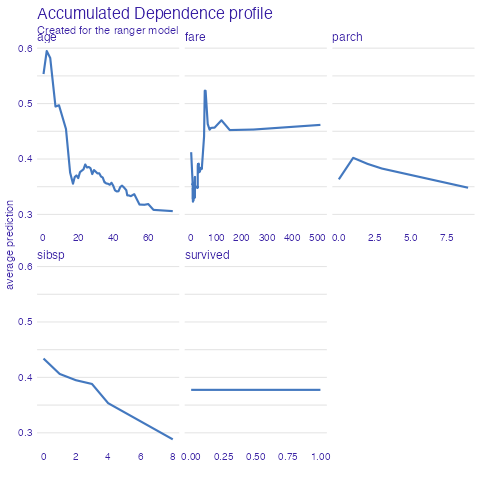 Accumulated Dependence profile
Created for the ranger model
age
fare
parch
0.6
0.5
0.4
0.3
0 20 40 60
0 100 200 300 400 500
0.0 2.5 5.0 7.5
average prediction
sibsp
survived
0.6
0.5
0.4
0.3
0 2 4 6 8
0.00 0.25 0.50 0.75 1.00